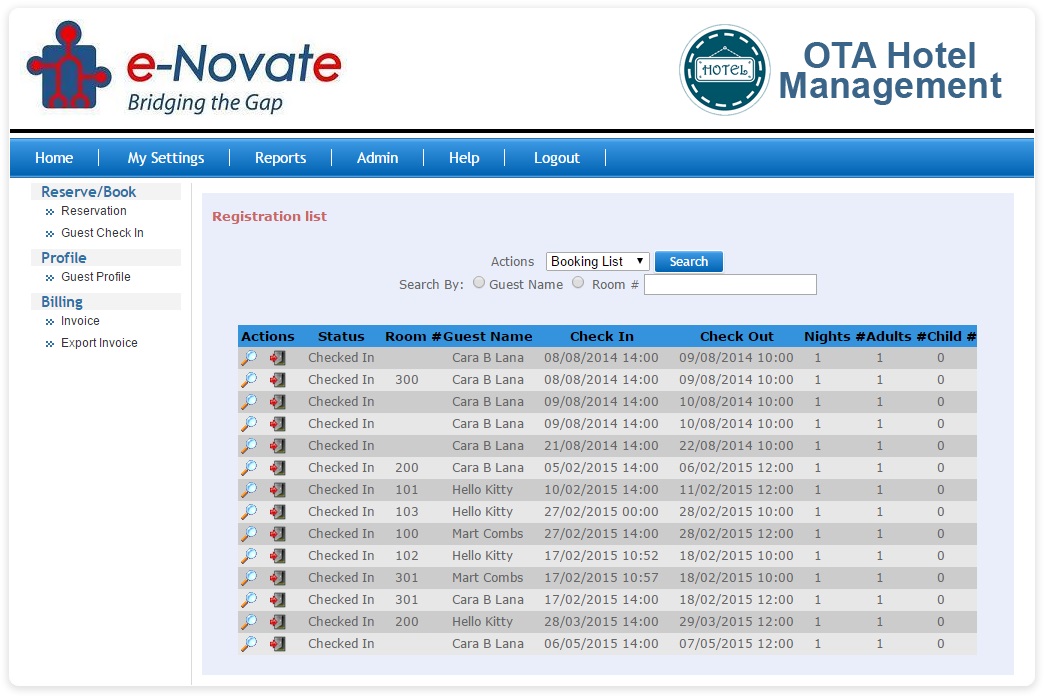 e-Novate
Bridging the Gap
HOTEL
OTA Hotel
Management
Home My Settings Reports Admin Help Logout
Reserve/Book
Reservation
Guest Check In
Profile
Guest Profile
Billing
Invoice
Export Invoice
Registration list
Actions Booking List Search
Search By: Guest Name Room #
Actions Status Room # Guest Name Check In Check Out Nights # Adults # Child #
Checked In Cara B Lana 08/08/2014 14:00 09/08/2014 10:00 1 1 0
Checked In 300 Cara B Lana 08/08/2014 14:00 09/08/2014 10:00 1 1 0
Checked In Cara B Lana 09/08/2014 14:00 10/08/2014 10:00 1 1 0
Checked In Cara B Lana 09/08/2014 14:00 10/08/2014 10:00 1 1 0
Checked In Cara B Lana 21/08/2014 14:00 22/08/2014 10:00 1 1 0
Checked In 200 Cara B Lana 05/02/2015 14:00 06/02/2015 12:00 1 1 0
Checked In 101 Hello Kitty 10/02/2015 14:00 11/02/2015 12:00 1 1 0
Checked In 103 Hello Kitty 27/02/2015 00:00 28/02/2015 10:00 1 1 0
Checked In 100 Mart Combs 27/02/2015 14:00 28/02/2015 12:00 1 1 0
Checked In 102 Hello Kitty 17/02/2015 10:52 18/02/2015 10:00 1 1 0
Checked In 301 Mart Combs 17/02/2015 10:57 18/02/2015 10:00 1 1 0
Checked In 301 Cara B Lana 17/02/2015 14:00 18/02/2015 12:00 1 1 0
Checked In 200 Hello Kitty 28/03/2015 14:00 29/03/2015 12:00 1 1 0
Checked In Cara B Lana 06/05/2015 14:00 07/05/2015 12:00 1 1 0